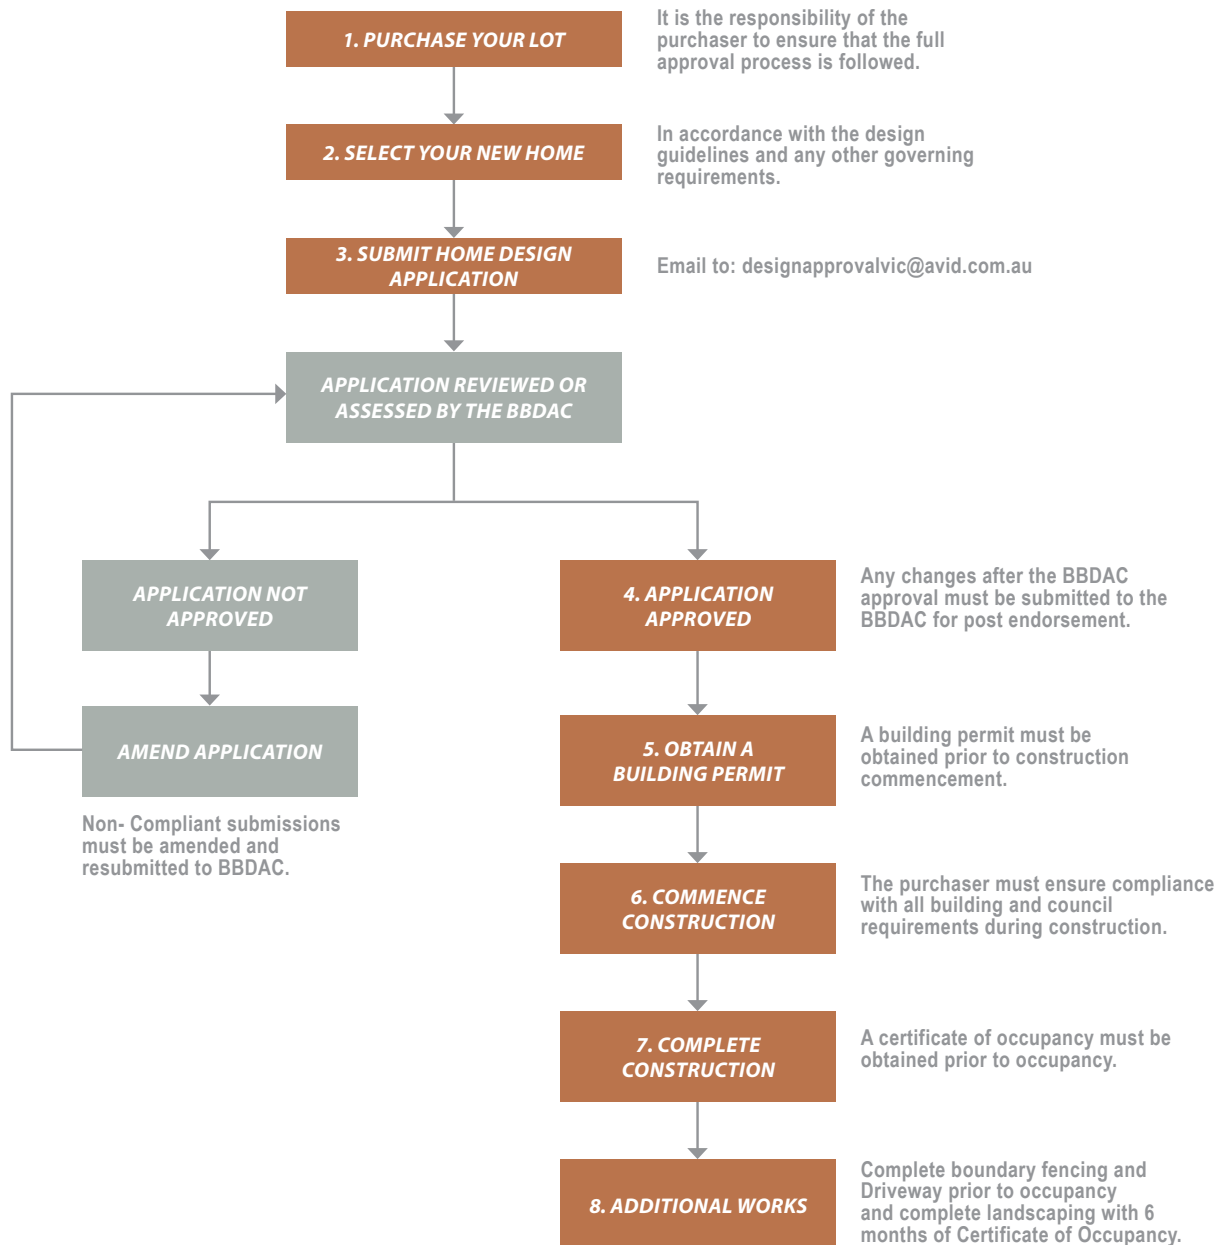 1. PURCHASE YOUR LOT
It is the responsibility of the
purchaser to ensure that the full
approval process is followed.
2. SELECT YOUR NEW HOME
In accordance with the design
guidelines and any other governing
requirements.
3. SUBMIT HOME DESIGN
APPLICATION
Email to: designapprovalvic@avid.com.au
APPLICATION REVIEWED OR
ASSESSED BY THE BBDAC
APPLICATION NOT
APPROVED
AMEND APPLICATION
Non- Compliant submissions
must be amended and
resubmitted to BBDAC.
4. APPLICATION
APPROVED
Any changes after the BBDAC
approval must be submitted to the
BBDAC for post endorsement.
5. OBTAIN A
BUILDING PERMIT
A building permit must be
obtained prior to construction
commencement.
6. COMMENCE
CONSTRUCTION
The purchaser must ensure compliance
with all building and council
requirements during construction.
7. COMPLETE
CONSTRUCTION
A certificate of occupancy must be
obtained prior to occupancy.
8. ADDITIONAL WORKS
Complete boundary fencing and
Driveway prior to occupancy
and complete landscaping with 6
months of Certificate of Occupancy.